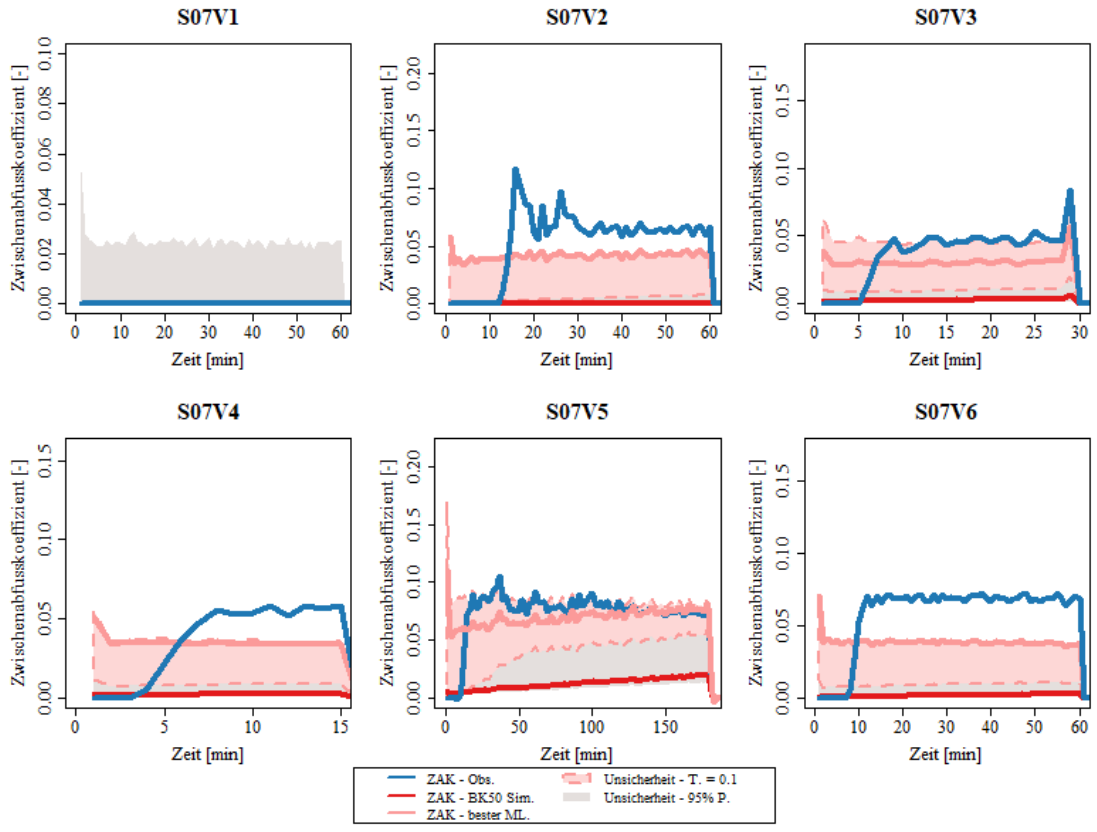 S07V1
S07V2
S07V3
Zwischenabfusskoeffizient [-]
0.00 0.02 0.04 0.06 0.08 0.10
0 10 20 30 40 50 60
Zeit [min]
Zwischenabfusskoeffizient [-]
0.00 0.05 0.10 0.15 0.20
0 10 20 30 40 50 60
Zeit [min]
Zwischenabfusskoeffizient [-]
0.00 0.05 0.10 0.15
0 5 10 15 20 25 30
Zeit [min]
S07V4
S07V5
S07V6
Zwischenabfusskoeffizient [-]
0.00 0.05 0.10 0.15
0 5 10 15
Zeit [min]
Zwischenabfusskoeffizient [-]
0.00 0.05 0.10 0.15 0.20
0 50 100 150
Zeit [min]
Zwischenabfusskoeffizient [-]
0.00 0.05 0.10 0.15
0 10 20 30 40 50 60
Zeit [min]
ZAK - Obs.
ZAK - BK50 Sim.
ZAK - bester ML.
Unsicherheit - T. = 0.1
Unsicherheit - 95% P.